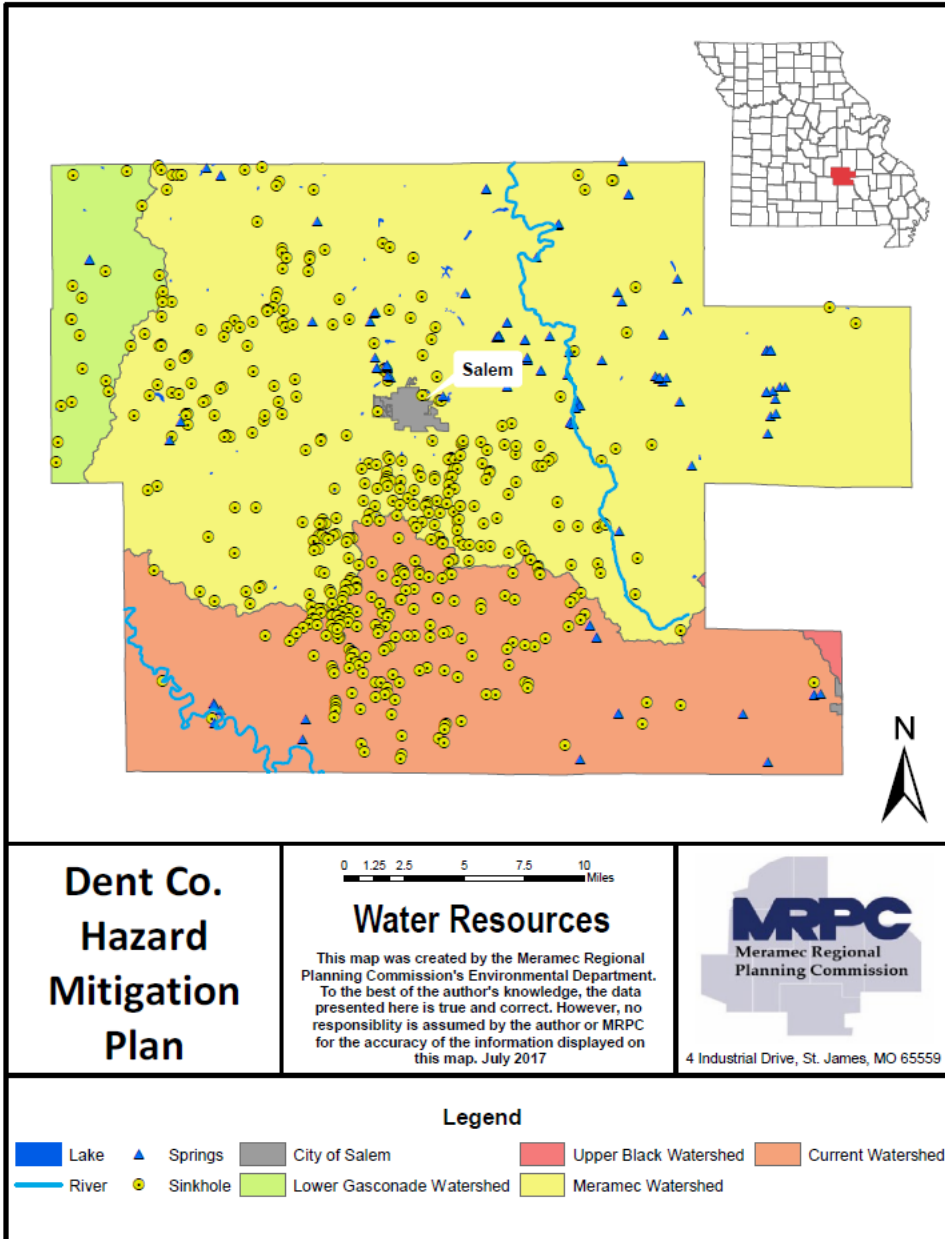 Salem
N
Dent Co.
Hazard
Mitigation
Plan
0 1.25 2.5 5 7.5 10
Miles
Water Resources
This map was created by the Meramec Regional
Planning Commission's Environmental Department.
To the best of the author's knowledge, the data
presented here is true and correct. However, no
responsiblity is assumed by the author or MRPC
for the accuracy of the information displayed on
this map. July 2017
MRPC
Meramec Regional
Planning Commission
4 Industrial Drive, St. James, MO 65559
Legend
Lake Springs City of Salem Upper Black Watershed Current Watershed
River Sinkhole Lower Gasconade Watershed Meramec Watershed